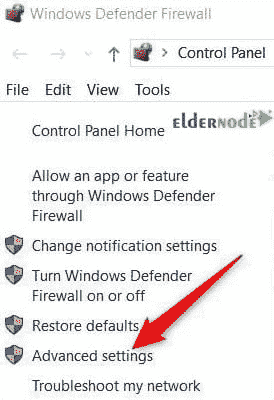 Windows Defender Firewall
Control Panel
File Edit View Tools
Control Panel Home
ELDERNODE
Allow an app or feature
through Windows Defender
Firewall
Change notification settings
Turn Windows Defender
Firewall on or off
Restore defaults
Advanced settings
Troubleshoot my network